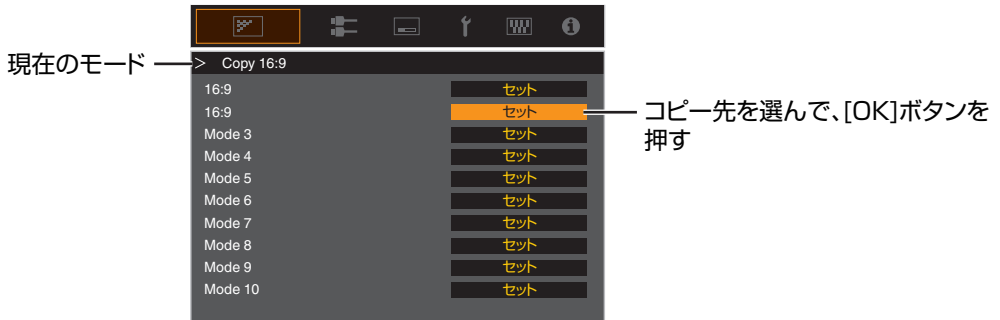 現在のモード
> Copy 16:9
16:9 セット
16:9 セット
Mode 3 セット
Mode 4 セット
Mode 5 セット
Mode 6 セット
Mode 7 セット
Mode 8 セット
Mode 9 セット
Mode 10 セット
コピー先を選んで、[OK]ボタンを
押す